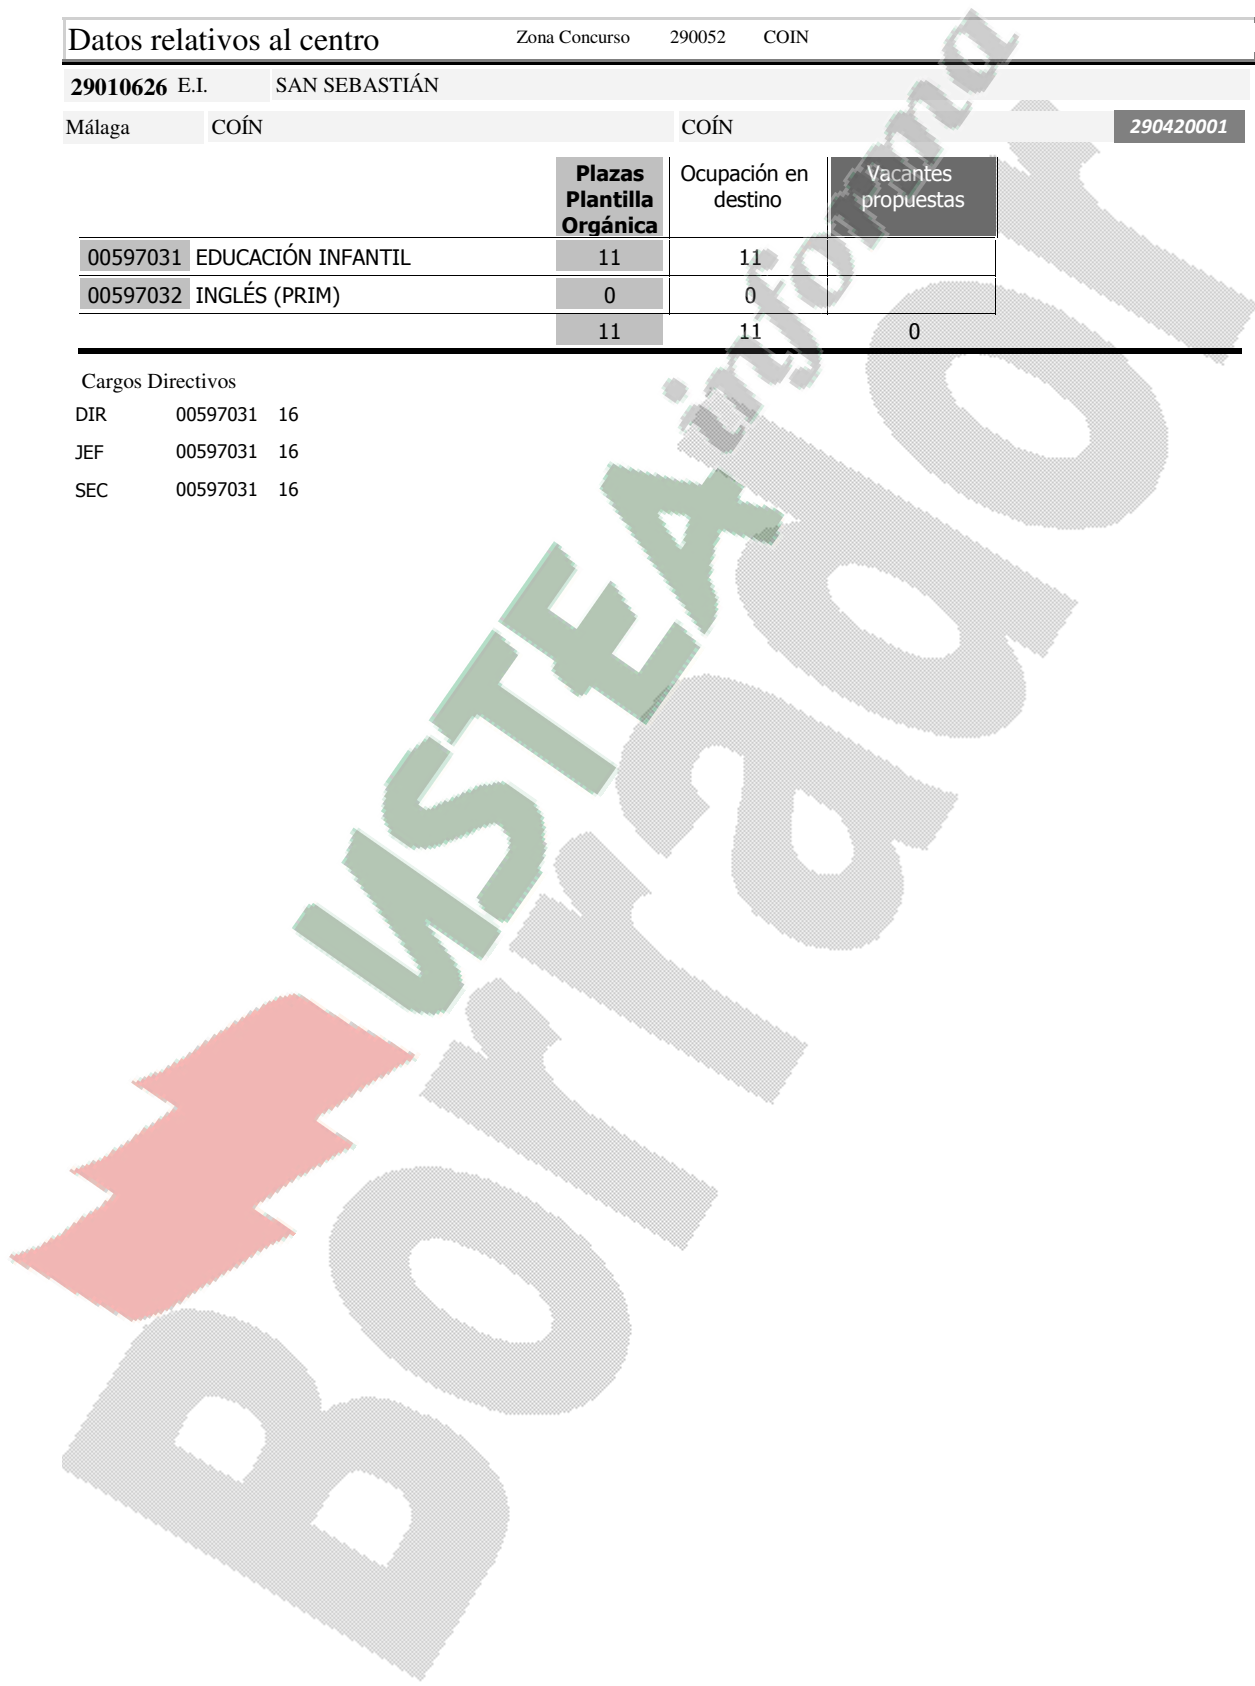 Datos relativos al centro Zona Concurso 290052 COIN
29010626 E.I. SAN SEBASTIÁN
Málaga COÍN COÍN 290420001
Plazas Plantilla Orgánica Ocupación en destino Vacantes propuestas
00597031 EDUCACIÓN INFANTIL 11 11
00597032 INGLÉS (PRIM) 0 0
11 11 0
Cargos Directivos
DIR 00597031 16
JEF 00597031 16
SEC 00597031 16
USTEA informa
Borrador